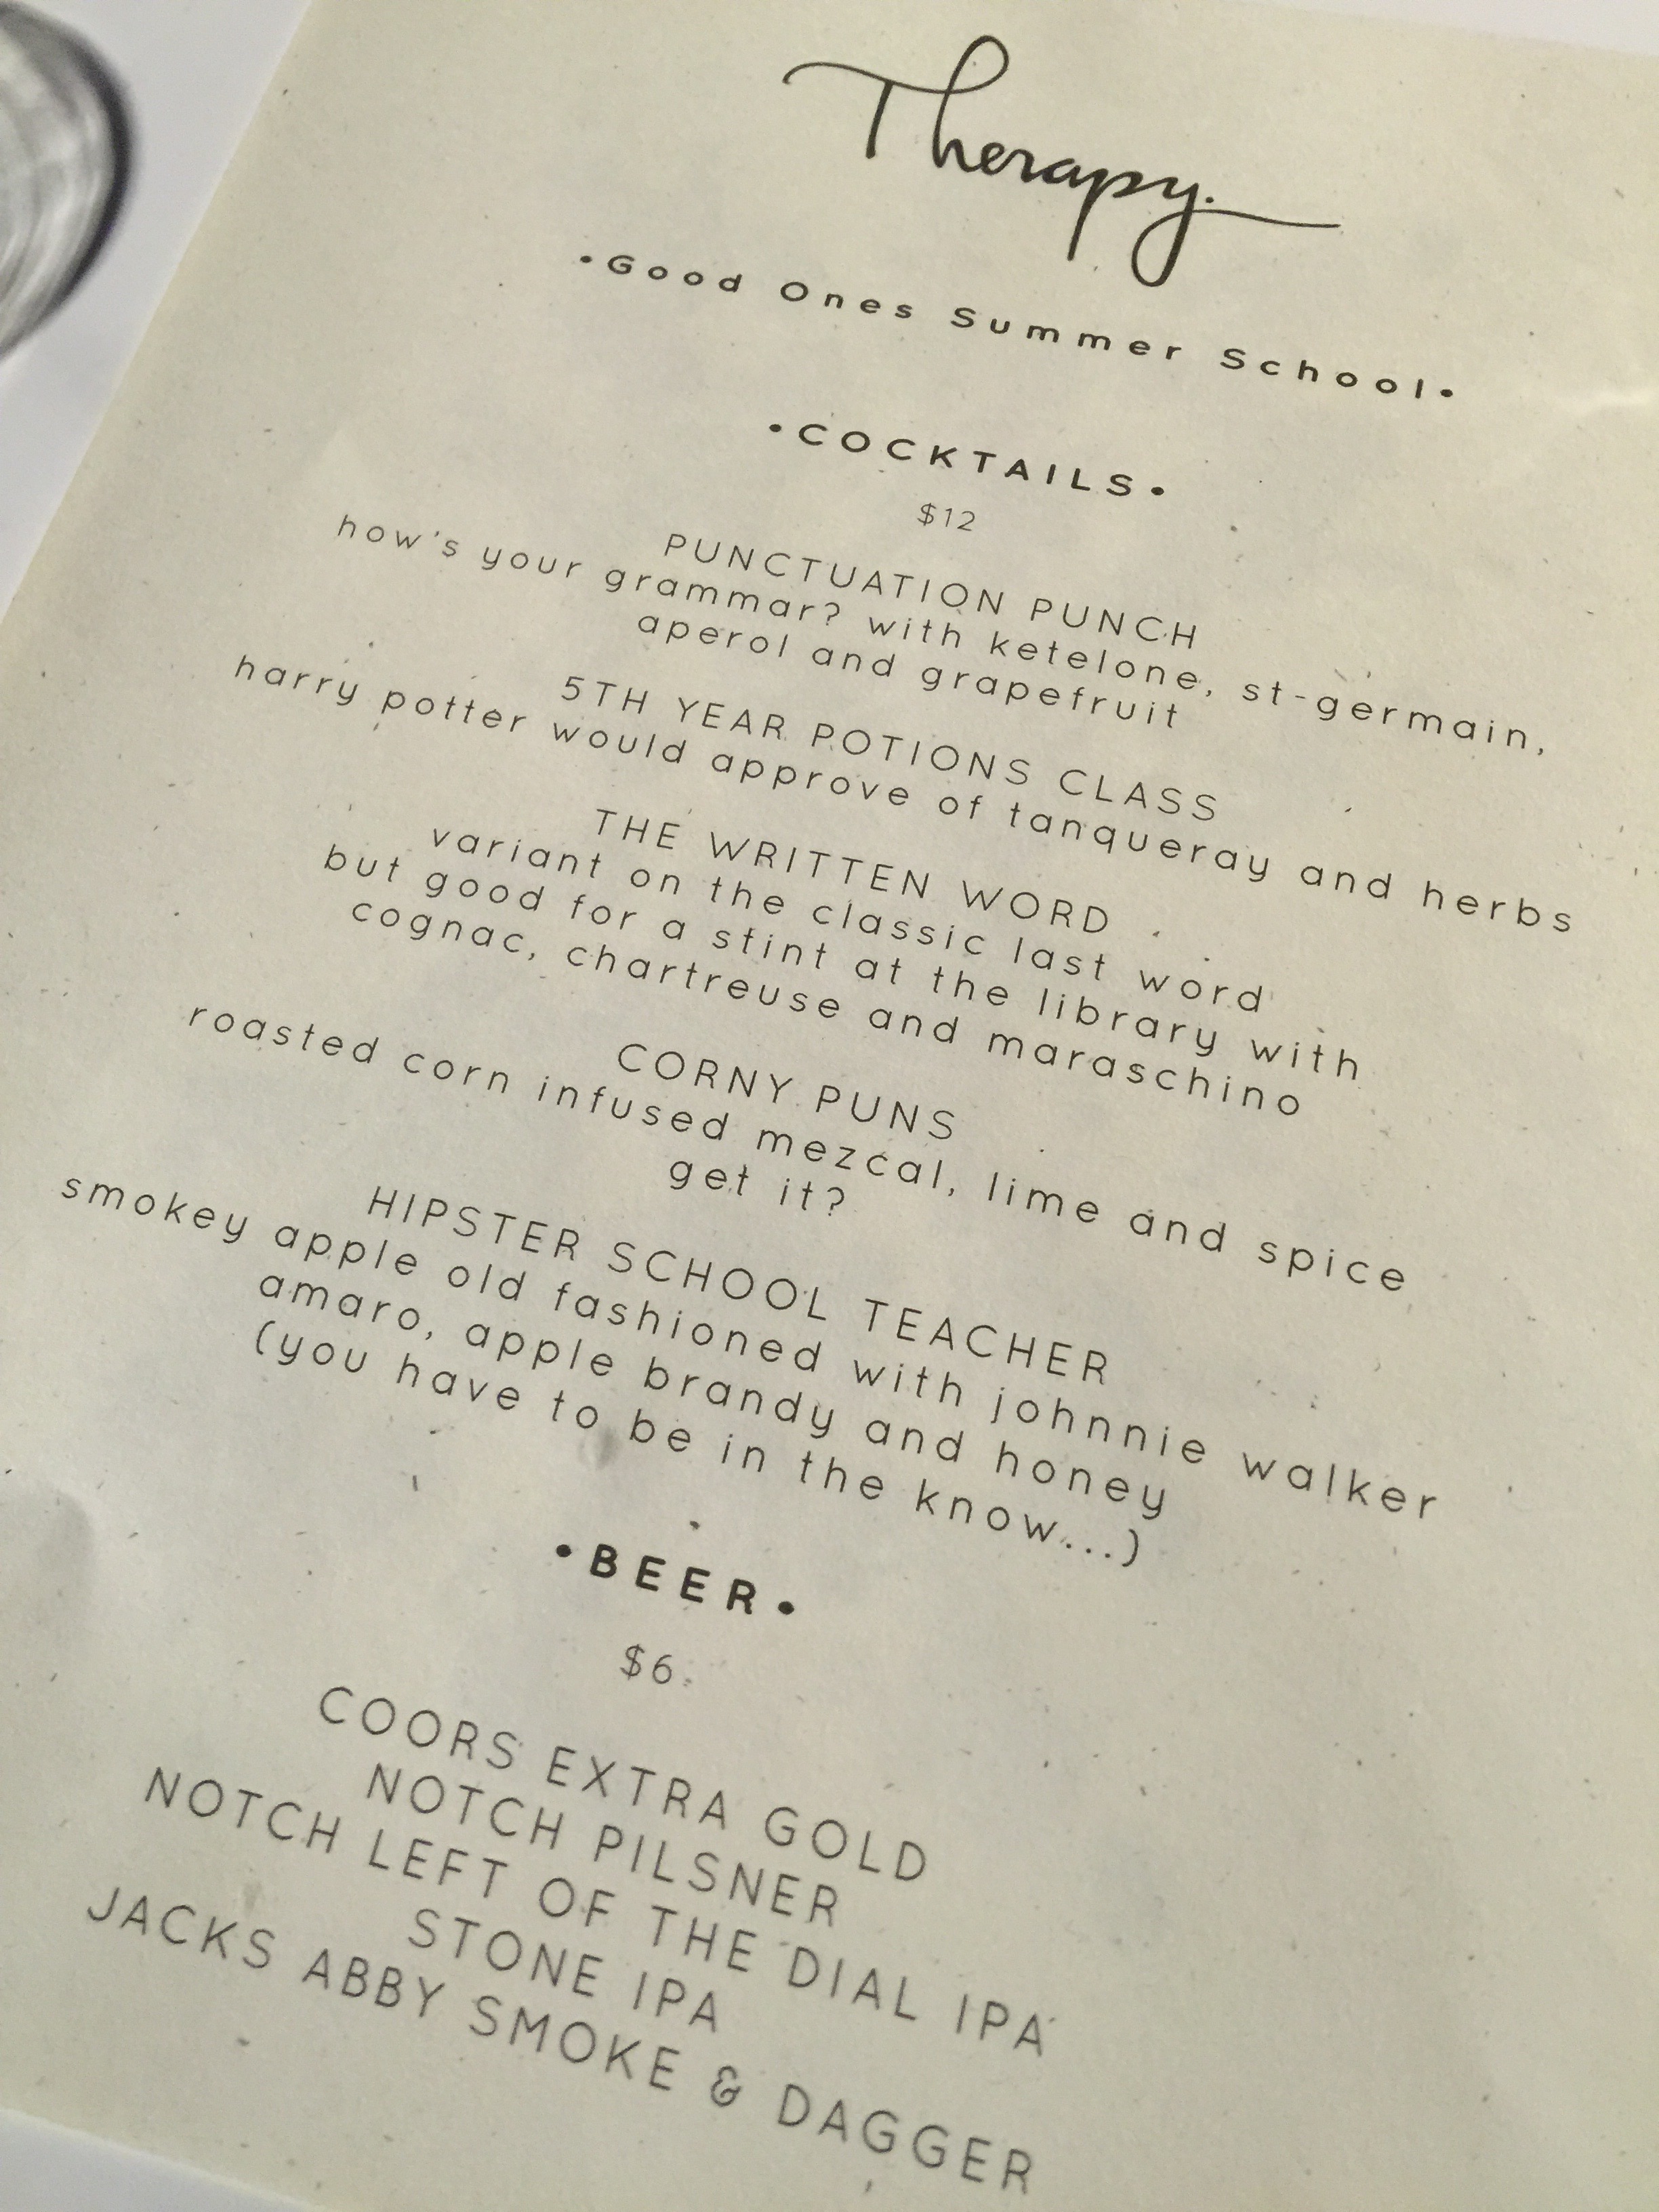 Therapy.
•Good Ones Summer School•
•COCKTAILS•
$12
PUNCTUATION PUNCH
how's your grammar? with ketelone, st-germain,
aperol and grapefruit
5TH YEAR POTIONS CLASS
harry potter would approve of tanqueray and herbs
THE WRITTEN WORD
variant on the classic last word
but good for a stint at the library with
cognac, chartreuse and maraschino
CORNY PUNS
roasted corn infused mezcal, lime and spice
get it?
HIPSTER SCHOOL TEACHER
smokey apple old fashioned with johnnie walker
amaro, apple brandy and honey
(you have to be in the know...)
•BEER•
$6
COORS EXTRA GOLD
NOTCH PILSNER
NOTCH LEFT OF THE DIAL IPA
STONE IPA
JACKS ABBY SMOKE & DAGGER